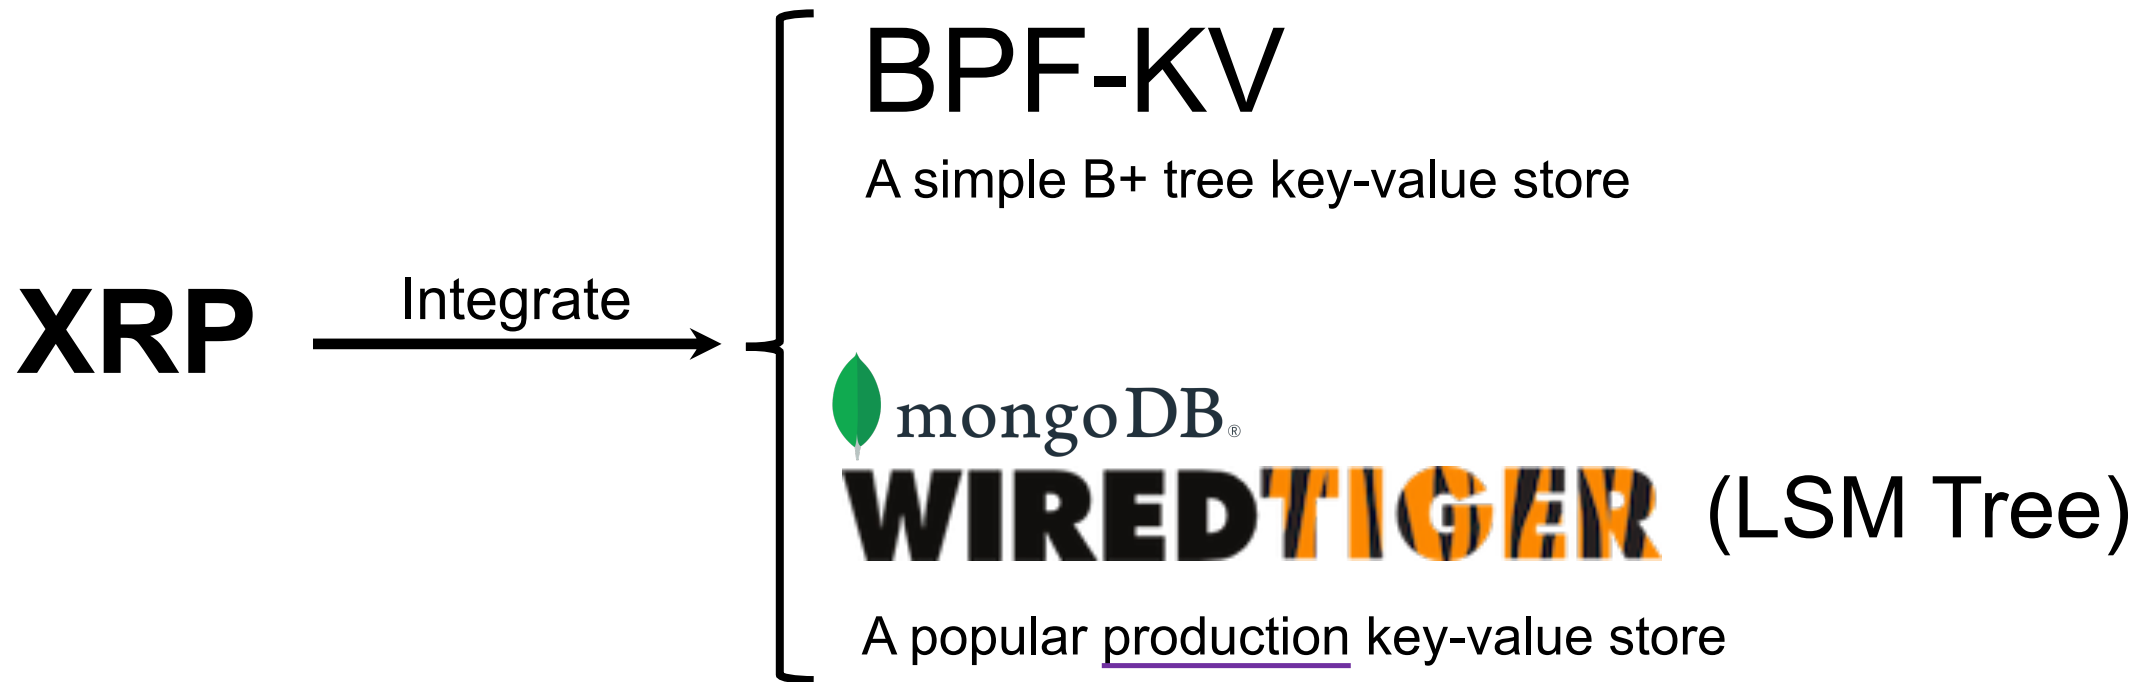 BPF-KV
A simple B+ tree key-value store
XRP
Integrate
mongoDB®
WIREDTIGER (LSM Tree)
A popular production key-value store